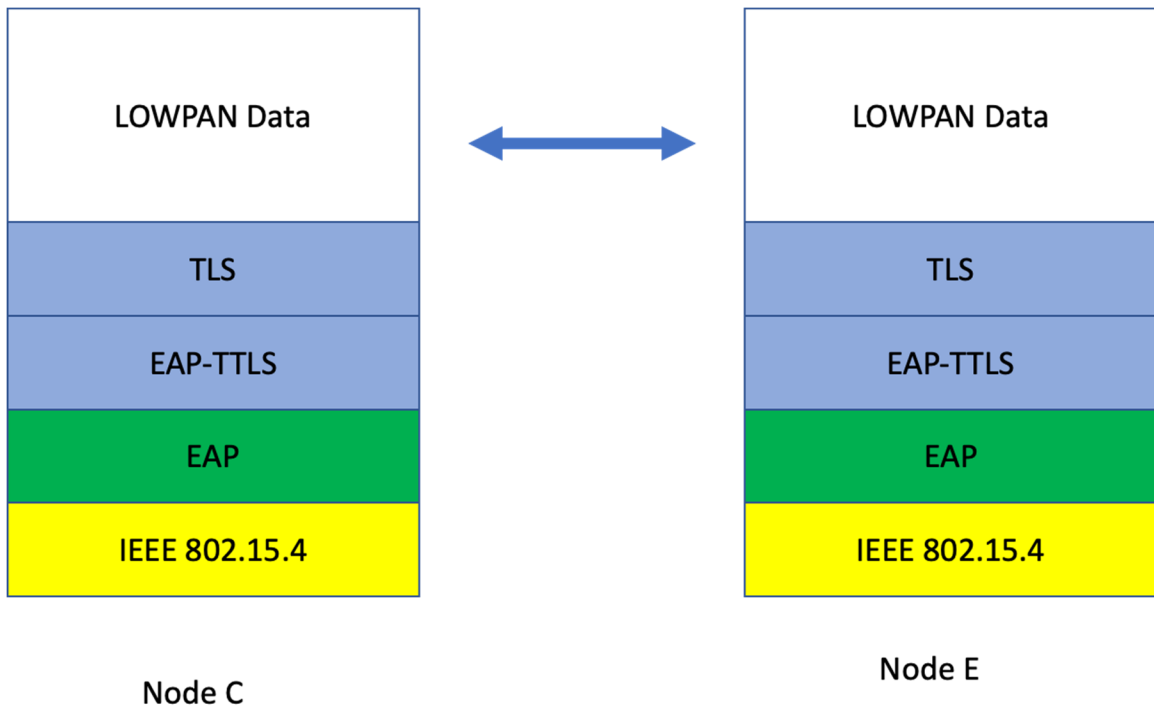 LOWPAN Data
TLS
EAP-TTLS
EAP
IEEE 802.15.4
Node C
LOWPAN Data
TLS
EAP-TTLS
EAP
IEEE 802.15.4
Node E